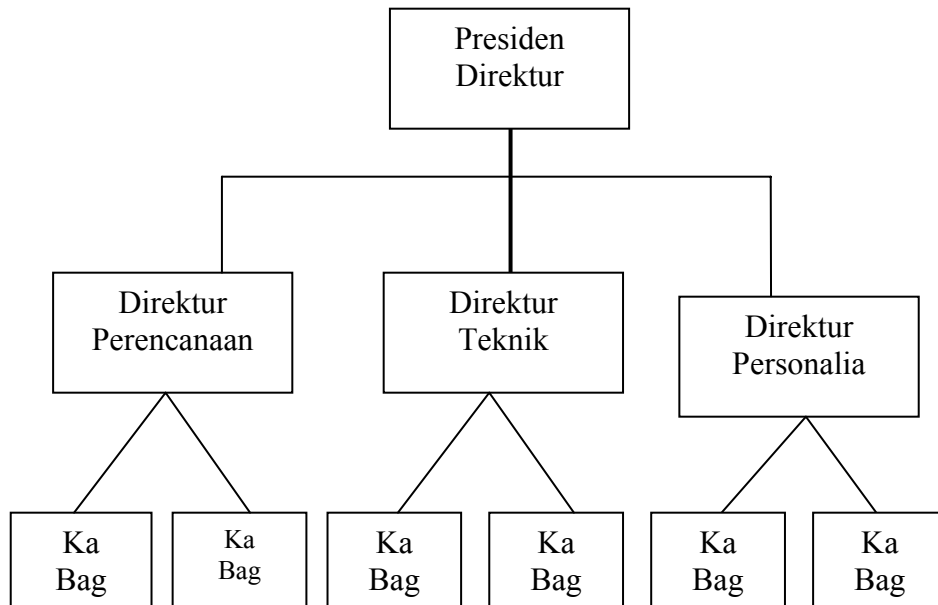 Presiden
Direktur
Direktur
Perencanaan
Direktur
Teknik
Direktur
Personalia
Ka
Bag
Ka
Bag
Ka
Bag
Ka
Bag
Ka
Bag
Ka
Bag